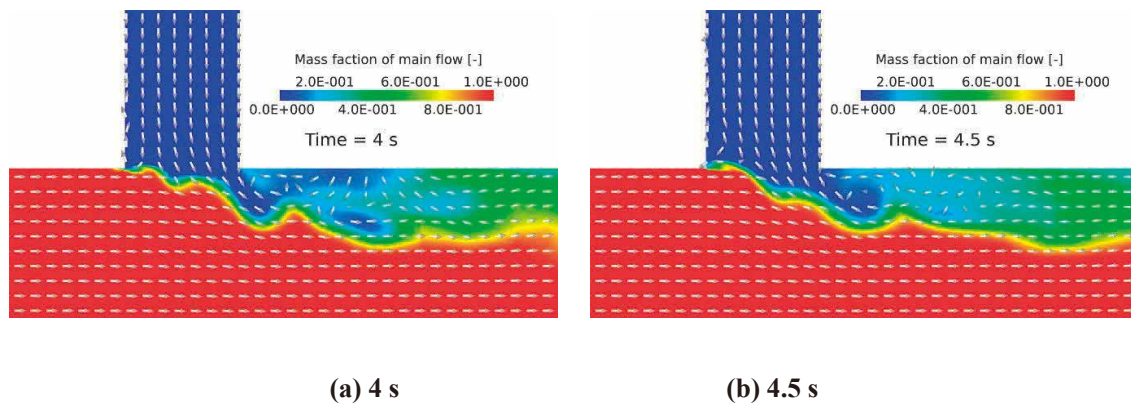 Mass faction of main flow [-]
2.0E-001 6.0E-001 1.0E+000
0.0E+000 4.0E-001 8.0E-001
Time = 4 s
Mass faction of main flow [-]
2.0E-001 6.0E-001 1.0E+000
0.0E+000 4.0E-001 8.0E-001
Time = 4.5 s
(a) 4 s
(b) 4.5 s